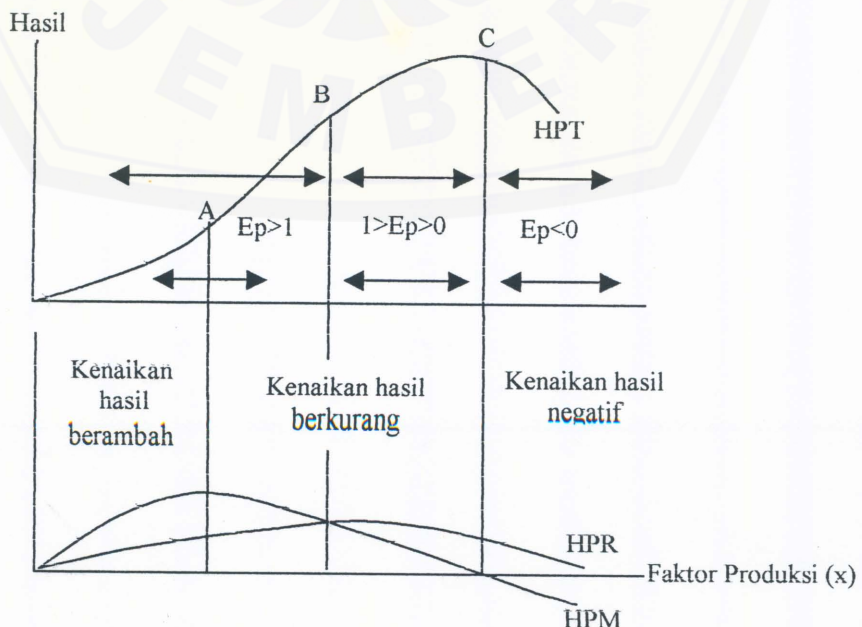 JEMBER
Hasil
C
B
HPT
A
Ep>1
1>Ep>0
Ep<0
Kenaikan
hasil
berambah
Kenaikan hasil
berkurang
Kenaikan hasil
negatif
HPR
Faktor Produksi (x)
HPM